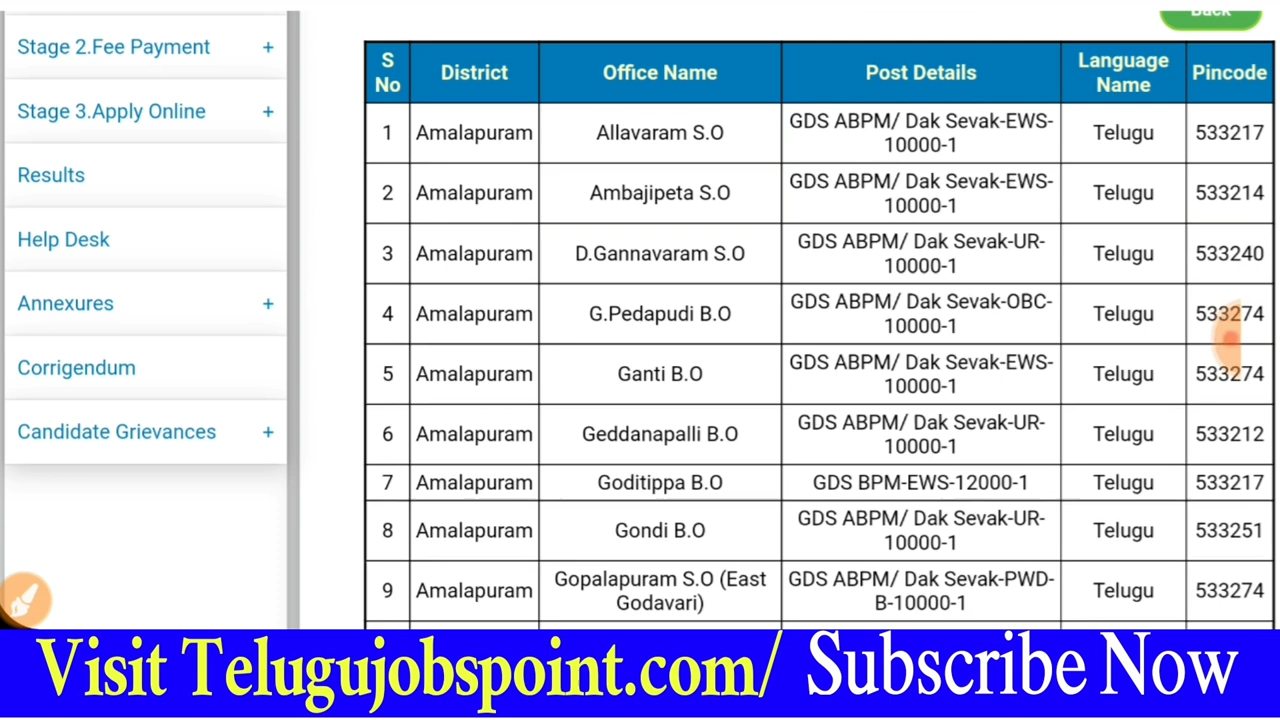 Back
Stage 2.Fee Payment +
Stage 3.Apply Online +
Results
Help Desk
Annexures +
Corrigendum
Candidate Grievances +
S No District Office Name Post Details Language Name Pincode
1 Amalapuram Allavaram S.O GDS ABPM/ Dak Sevak-EWS-10000-1 Telugu 533217
2 Amalapuram Ambajipeta S.O GDS ABPM/ Dak Sevak-EWS-10000-1 Telugu 533214
3 Amalapuram D.Gannavaram S.O GDS ABPM/ Dak Sevak-UR-10000-1 Telugu 533240
4 Amalapuram G.Pedapudi B.O GDS ABPM/ Dak Sevak-OBC-10000-1 Telugu 533274
5 Amalapuram Ganti B.O GDS ABPM/ Dak Sevak-EWS-10000-1 Telugu 533274
6 Amalapuram Geddanapalli B.O GDS ABPM/ Dak Sevak-UR-10000-1 Telugu 533212
7 Amalapuram Goditippa B.O GDS BPM-EWS-12000-1 Telugu 533217
8 Amalapuram Gondi B.O GDS ABPM/ Dak Sevak-UR-10000-1 Telugu 533251
9 Amalapuram Gopalapuram S.O (East Godavari) GDS ABPM/ Dak Sevak-PWD-B-10000-1 Telugu 533274
Visit Telugujobspoint.com/ Subscribe Now